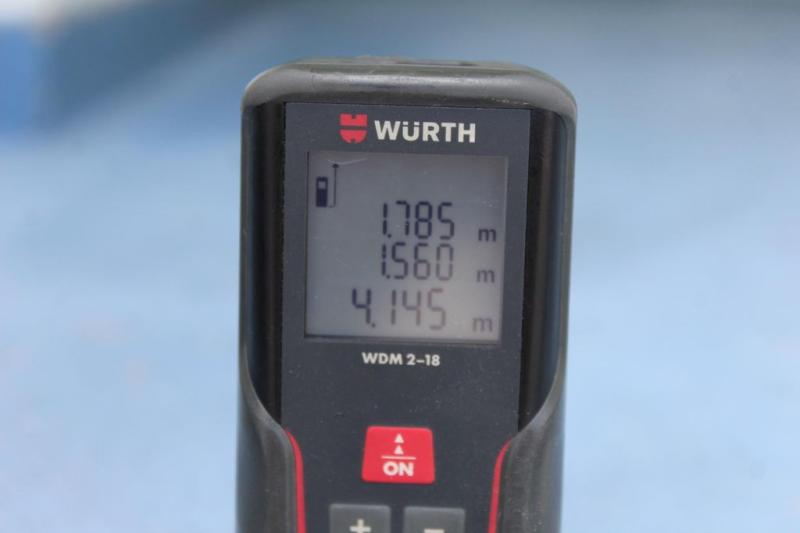 WÜRTH
1.785 m
1.560 m
4.145 m
WDM 2-18
ON
+ -